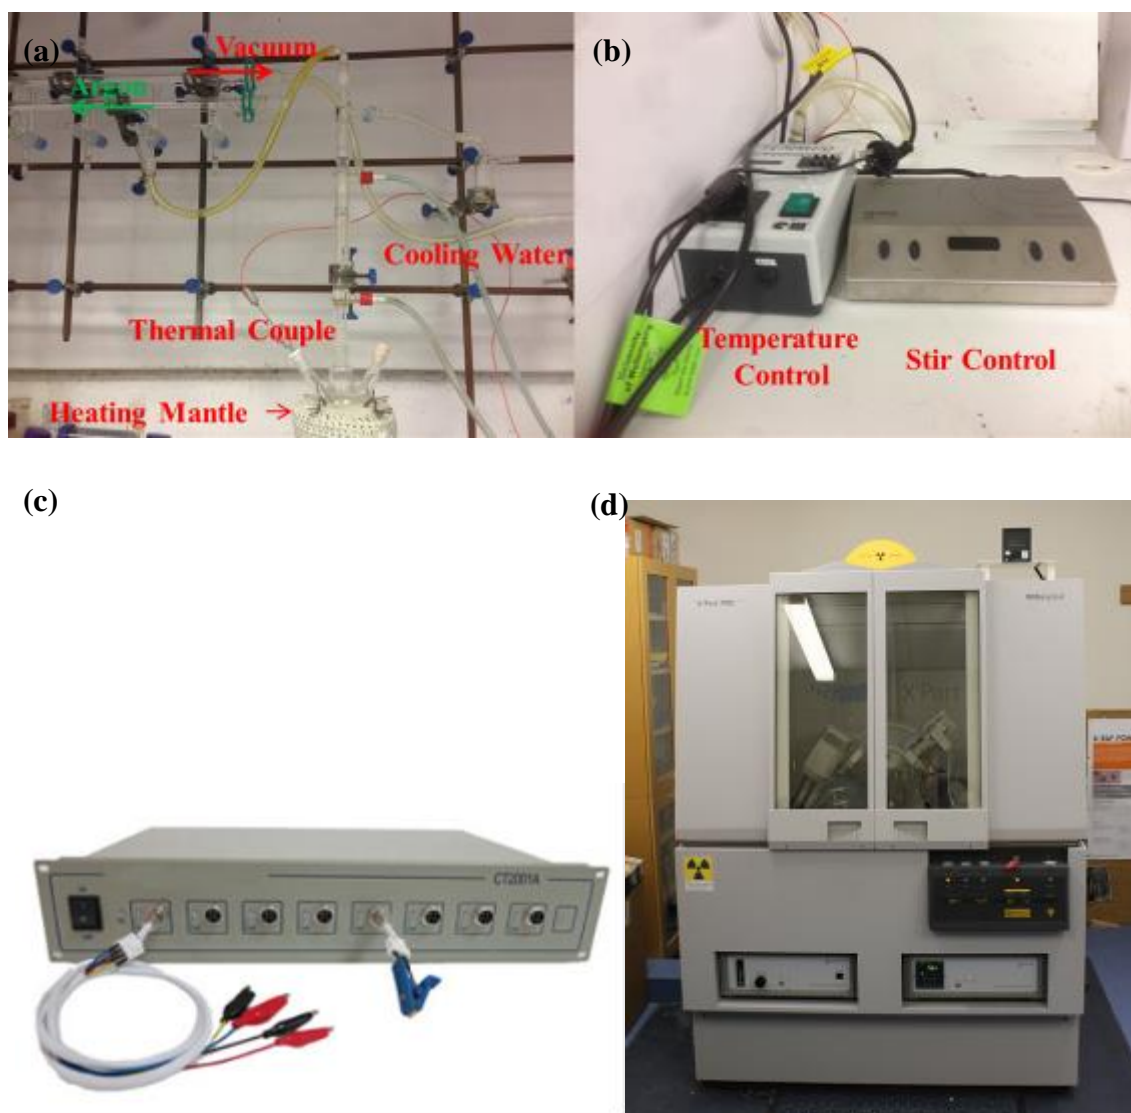 (a)
Vacuum
Argon
Cooling Water
Thermal Couple
Heating Mantle
(b)
Temperature
Control
Stir Control
(c)
CT2001A
(d)
X'Pert